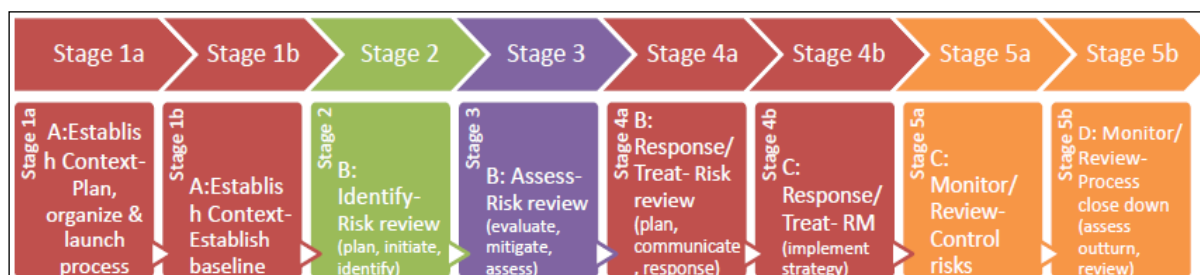 Stage 1a
Stage 1b
Stage 2
Stage 3
Stage 4a
Stage 4b
Stage 5a
Stage 5b
Stage 1a
A:Establis
h Context-
Plan,
organize &
launch
process
Stage 1b
A:Establis
h Context-
Establish
baseline
Stage 2
B:
Identify-
Risk review
(plan, initiate,
identify)
Stage 3
B: Assess-
Risk review
(evaluate,
mitigate,
assess)
Stage 4a
B:
Response/
Treat- Risk
review
(plan,
communicate
, response)
Stage 4b
C:
Response/
Treat- RM
(implement
strategy)
Stage 5a
C:
Monitor/
Review-
Control
risks
Stage 5b
D: Monitor/
Review-
Process
close down
(assess
outturn,
review)